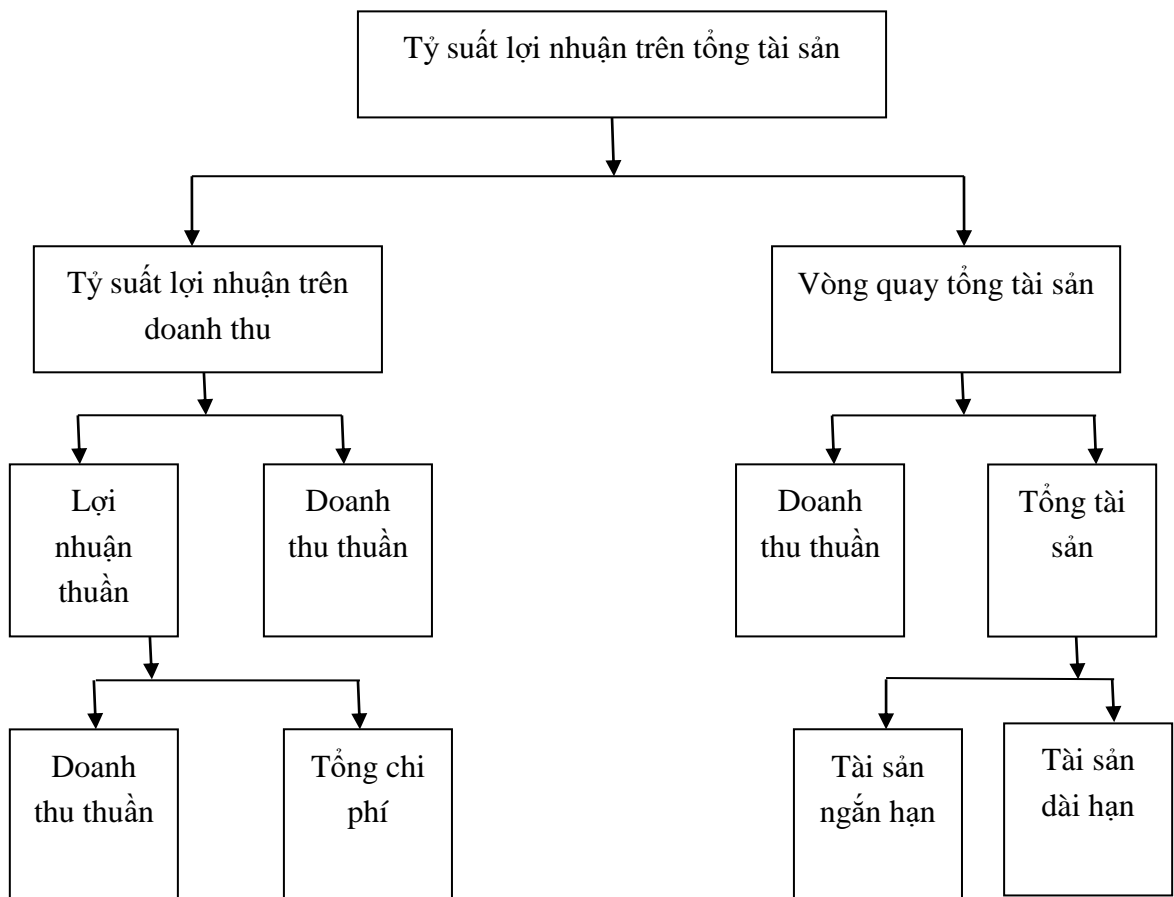 Tỷ suất lợi nhuận trên tổng tài sản
Tỷ suất lợi nhuận trên
doanh thu
Vòng quay tổng tài sản
Lợi
nhuận
thuần
Doanh
thu thuần
Doanh
thu thuần
Tổng tài
sản
Doanh
thu thuần
Tổng chi
phí
Tài sản
ngắn hạn
Tài sản
dài hạn